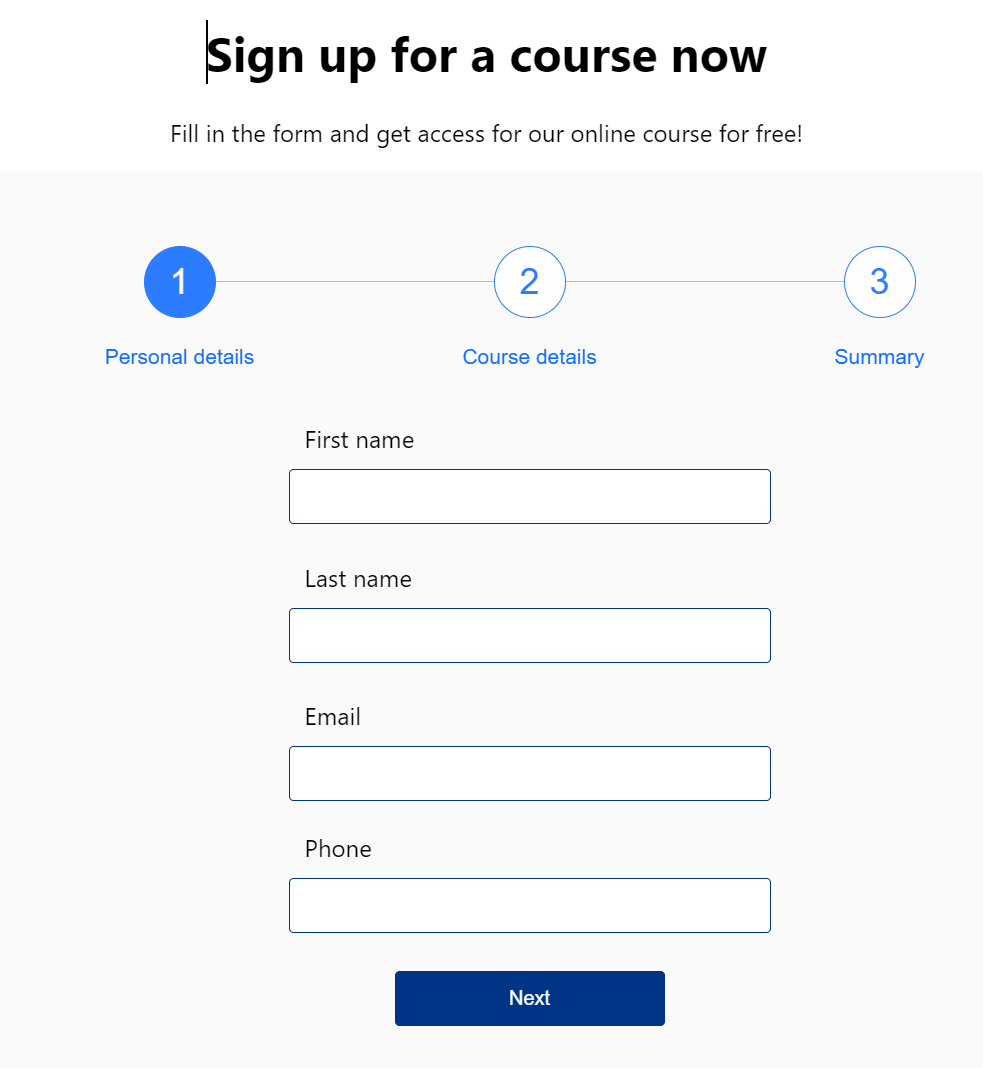 Sign up for a course now
Fill in the form and get access for our online course for free!
1 2 3
Personal details Course details Summary
First name
Last name
Email
Phone
Next